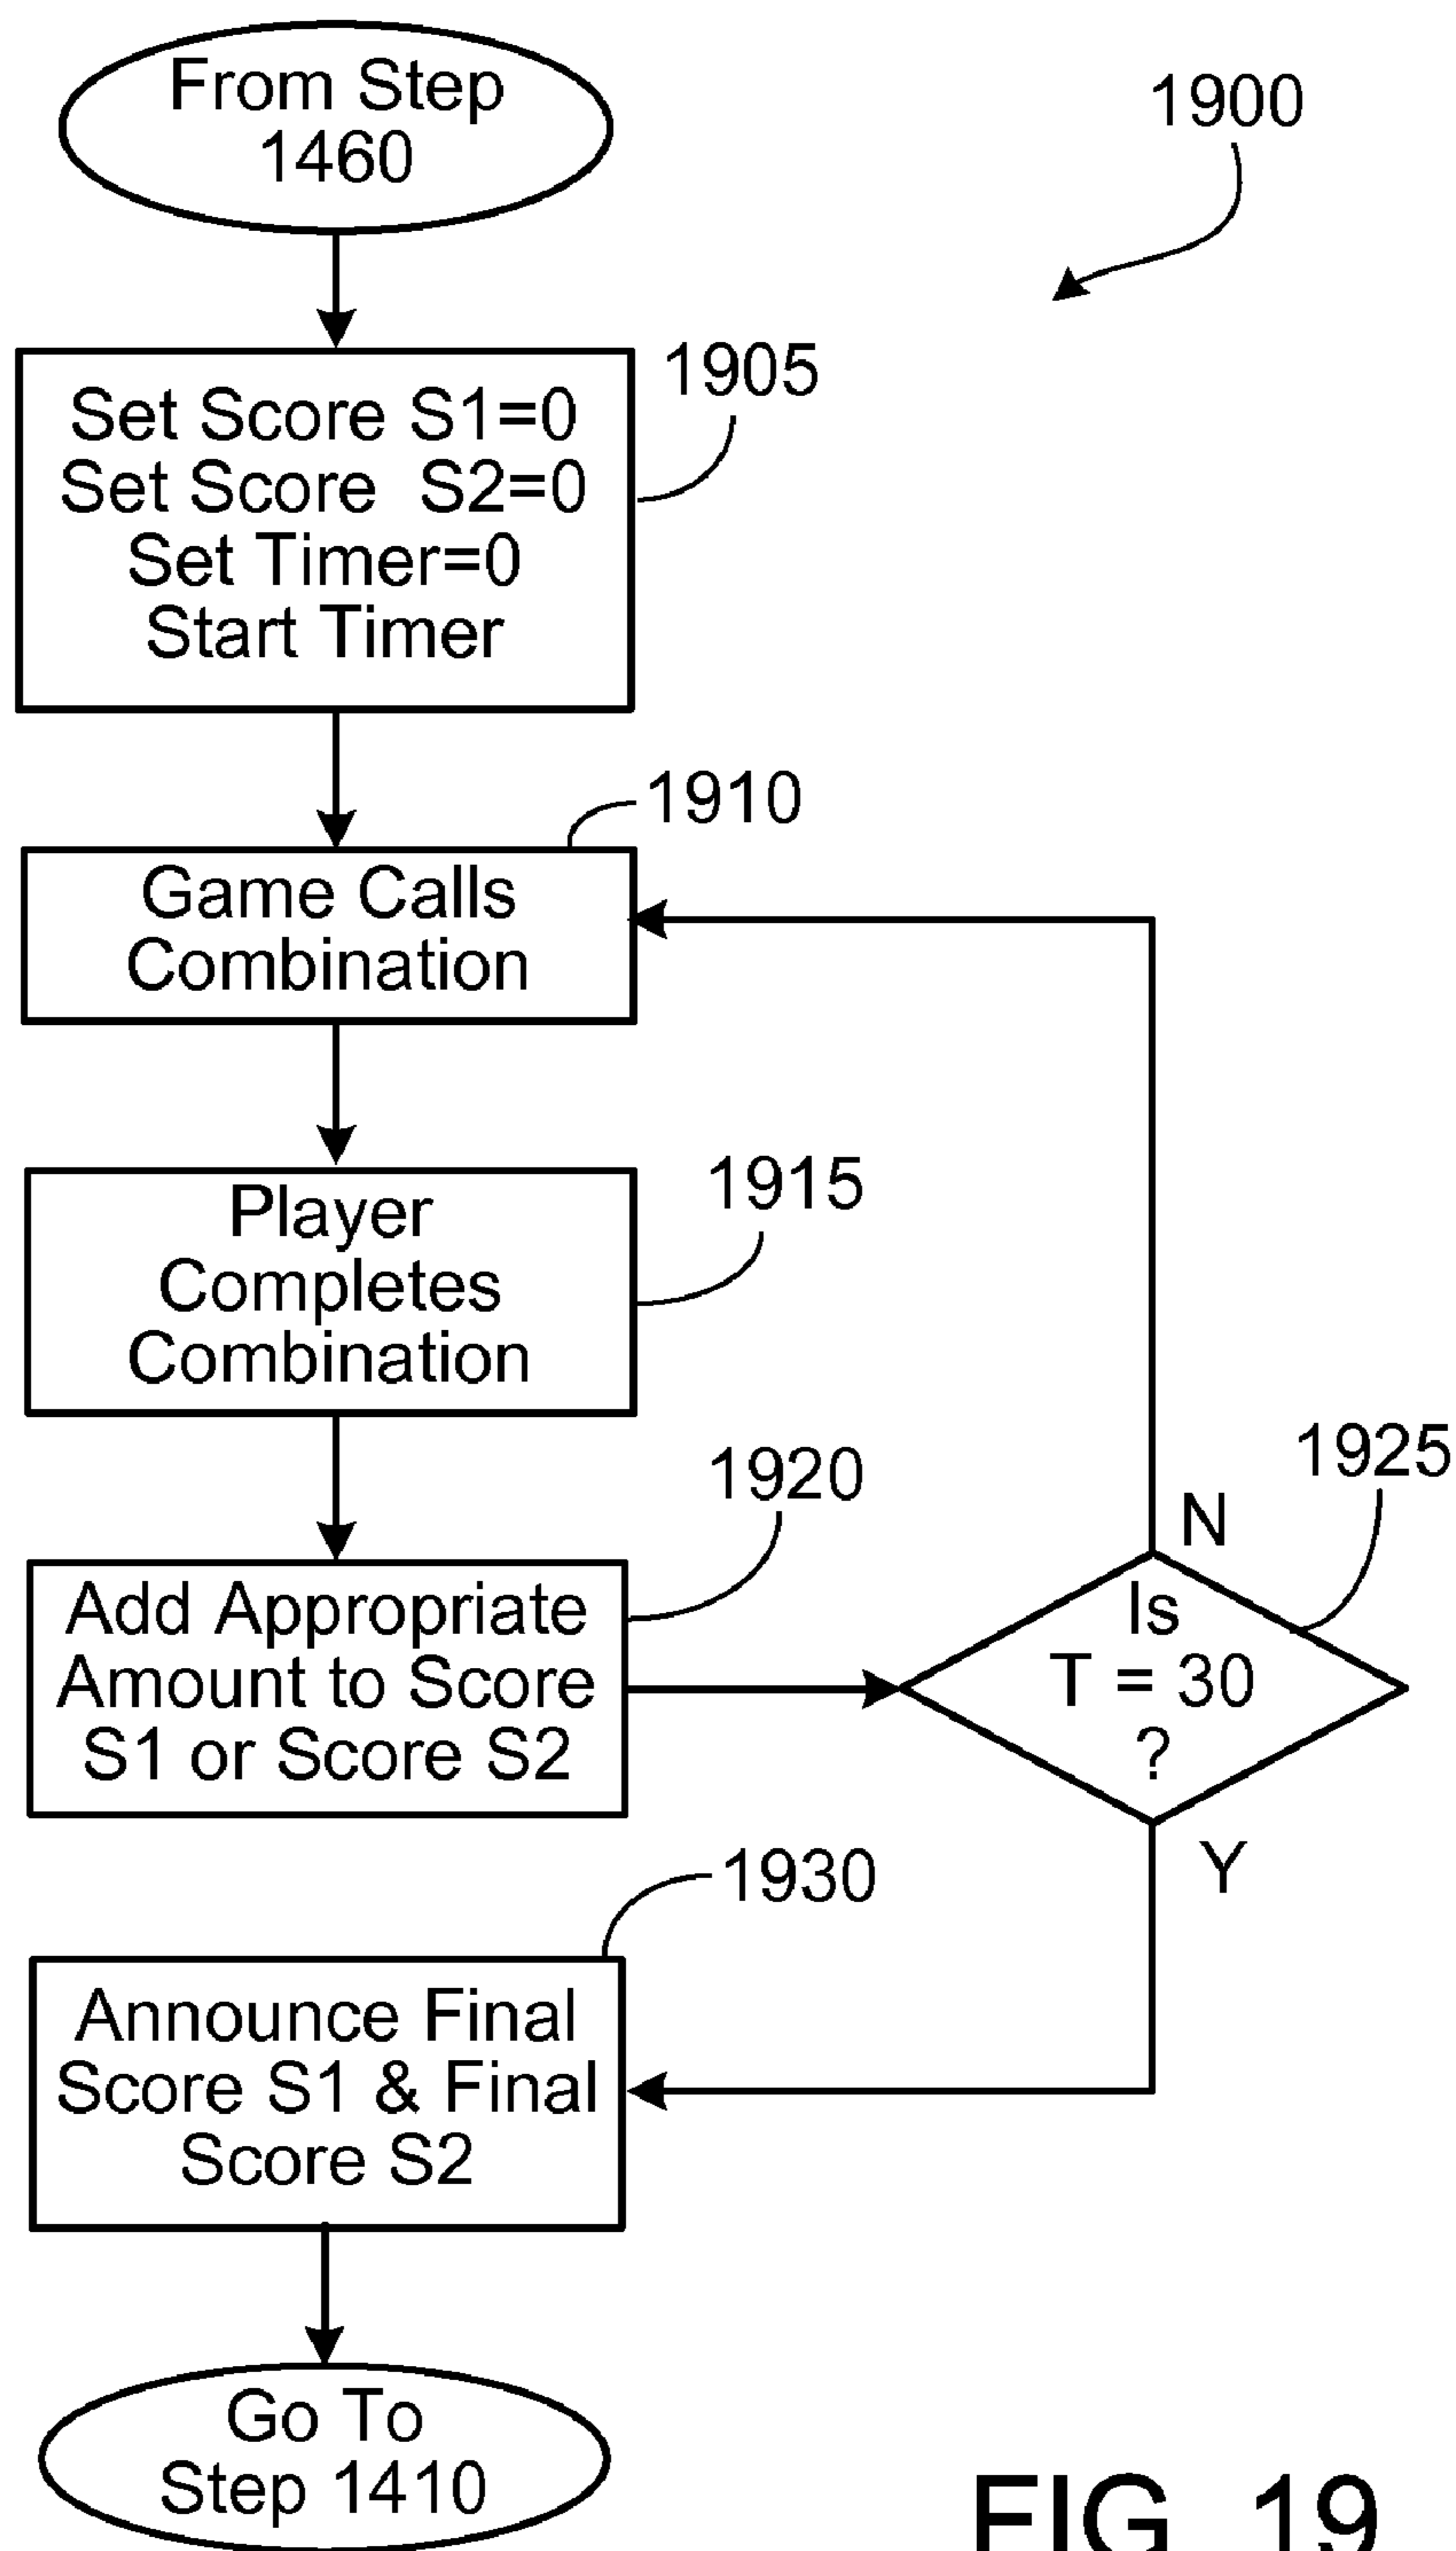 From Step
1460
1900
1905
Set Score S1=0
Set Score S2=0
Set Timer=0
Start Timer
1910
Game Calls
Combination
1915
Player
Completes
Combination
1920
1925
N
Add Appropriate
Amount to Score
S1 or Score S2
Is
T = 30
?
Y
1930
Announce Final
Score S1 & Final
Score S2
Go To
Step 1410
FIG. 19